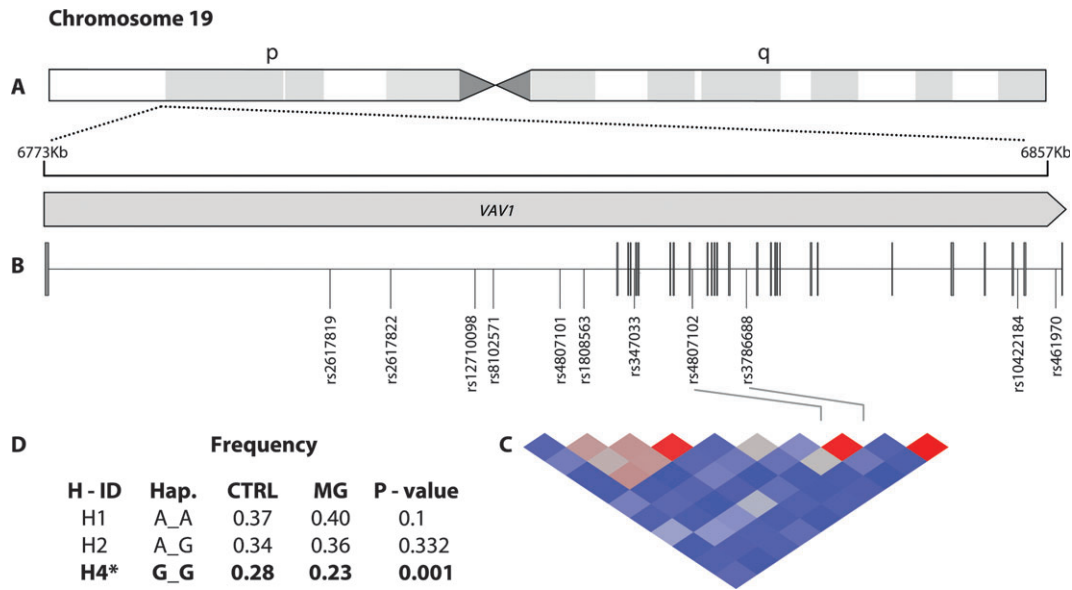 Chromosome 19
p
q
A
6773Kb
6857Kb
VAV1
B
rs2617819
rs2617822
rs12710098
rs8102571
rs4807101
rs1808563
rs347033
rs4807102
rs3786688
rs10422184
rs461970
D
Frequency
C
H - ID Hap. CTRL MG P - value
H1 A_A 0.37 0.40 0.1
H2 A_G 0.34 0.36 0.332
H4* G_G 0.28 0.23 0.001